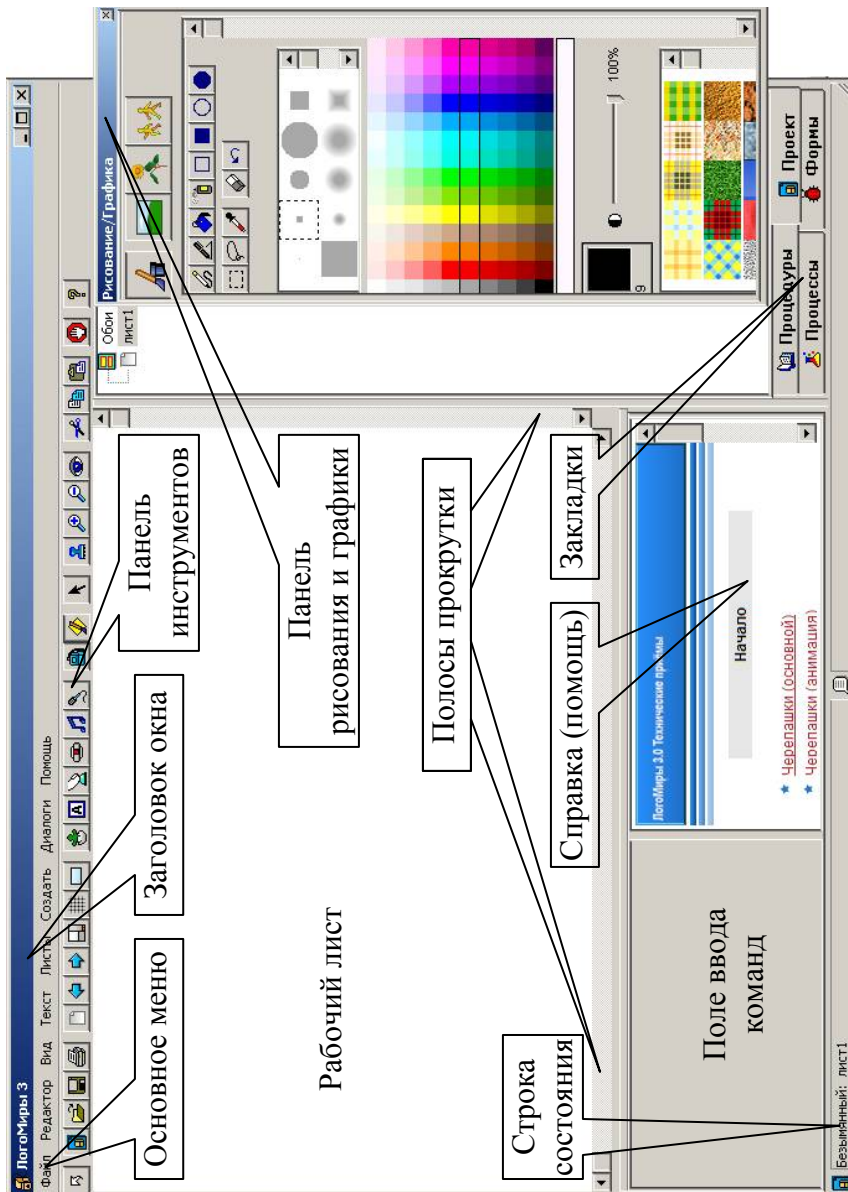 ЛогоМиры 3
Файл Редактор Вид Текст Листы Создать Диалоги Помощь
Основное меню
Заголовок окна
Панель
инструментов
Рисование/Графика
Обои
лист1
Панель
рисования и графики
Рабочий лист
100%
9
Полосы прокрутки
Строка
состояния
Справка (помощь)
Закладки
Процедуры
Проект
Процессы
Формы
Поле ввода
команд
ЛогоМиры 3.0 Технические приёмы
Начало
Черепашки (основной)
Черепашки (анимация)
Безымянный: лист1